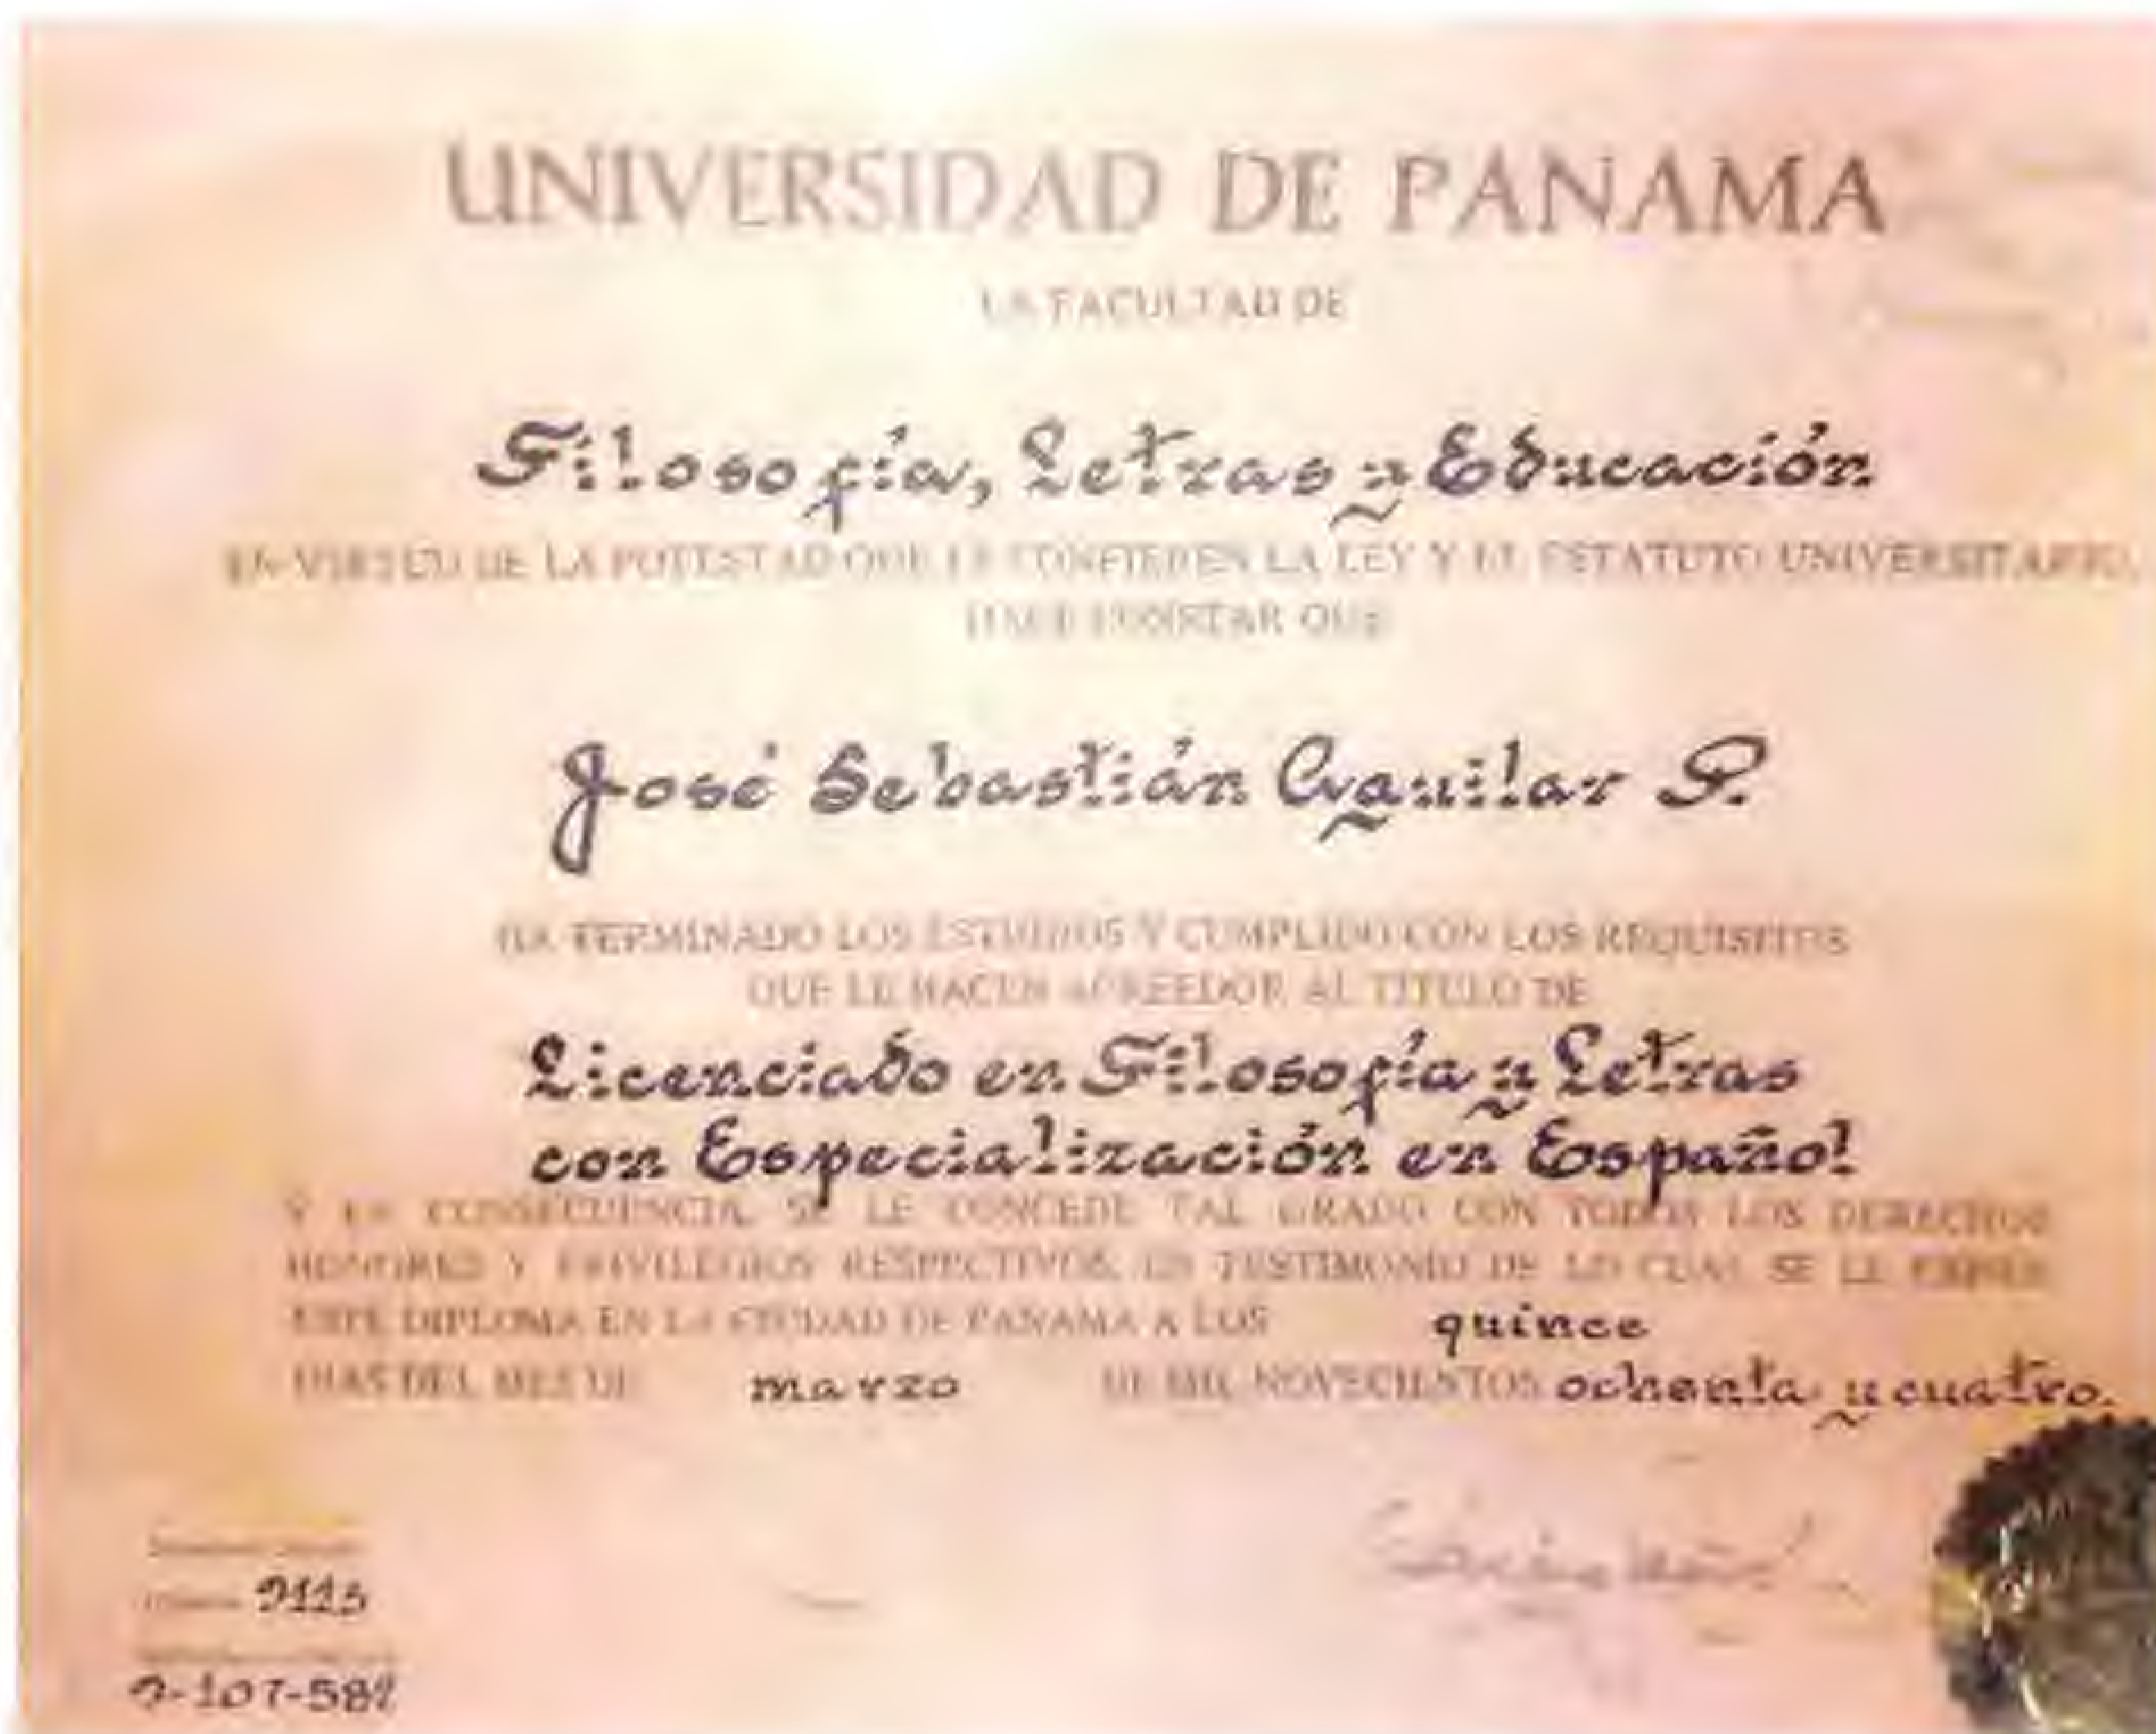 UNIVERSIDAD DE PANAMA
LA FACULTAD DE
Filosofía, Letras y Educación
EN VIRTUD DE LA POTESTAD QUE LE CONFIEREN LA LEY Y EL ESTATUTO UNIVERSITARIO,
HACE CONSTAR QUE
José Sebastián Aguilar P.
HA TERMINADO LOS ESTUDIOS Y CUMPLIDO CON LOS REQUISITOS
QUE LE HACEN ACREEDOR AL TITULO DE
Licenciado en Filosofía y Letras
con Especialización en Español
Y EN CONSECUENCIA, SE LE CONCEDE TAL GRADO CON TODOS LOS DERECHOS
HONORES Y PRIVILEGIOS RESPECTIVOS, EN TESTIMONIO DE LO CUAL SE LE EXPIDE
ESTE DIPLOMA EN LA CIUDAD DE PANAMA A LOS quince
DIAS DEL MES DE marzo DE MIL NOVECIENTOS ochenta y cuatro.
9115
9-107-587